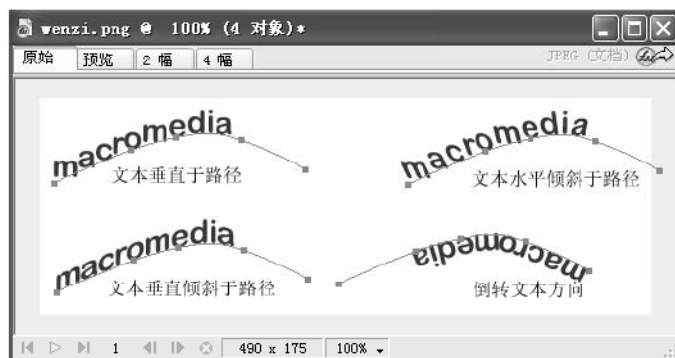 wenzi.png @ 100% (4 对象)*
原始 预览 2 幅 4 幅 JPEG (文档)
macromedia
文本垂直于路径
macromedia
文本水平倾斜于路径
macromedia
文本垂直倾斜于路径
macromedia
倒转文本方向
1 490 x 175 100%